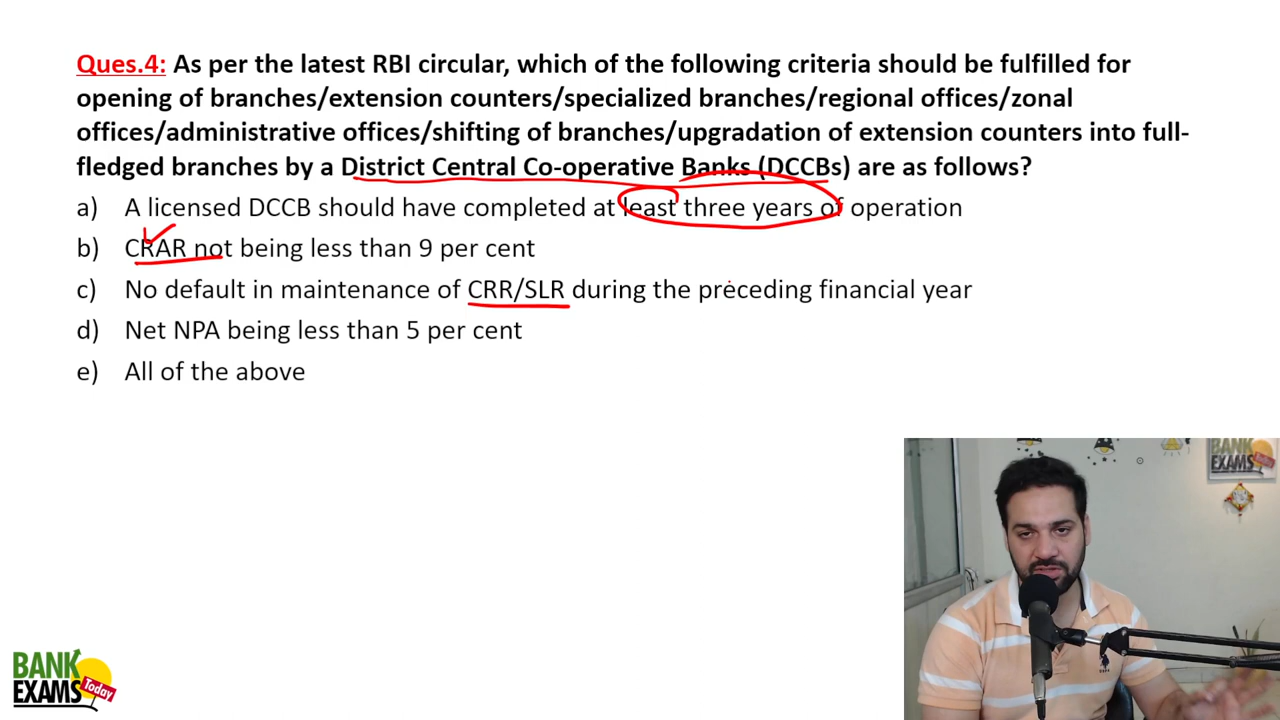 Ques.4: As per the latest RBI circular, which of the following criteria should be fulfilled for
opening of branches/extension counters/specialized branches/regional offices/zonal
offices/administrative offices/shifting of branches/upgradation of extension counters into full-
fledged branches by a District Central Co-operative Banks (DCCBs) are as follows?
a) A licensed DCCB should have completed at least three years of operation
b) CRAR not being less than 9 per cent
c) No default in maintenance of CRR/SLR during the preceding financial year
d) Net NPA being less than 5 per cent
e) All of the above
BANK
EXAMS
BANK
EXAMS
Today